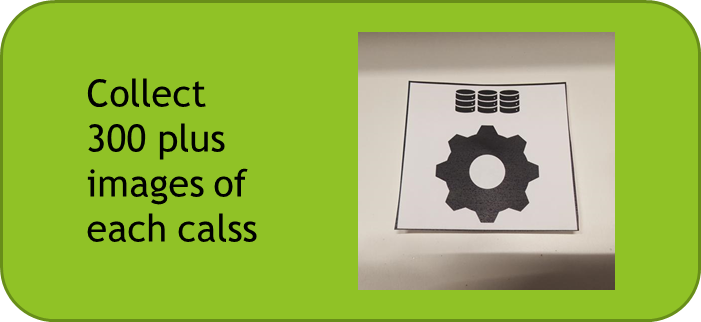 Collect
300 plus
images of
each calss